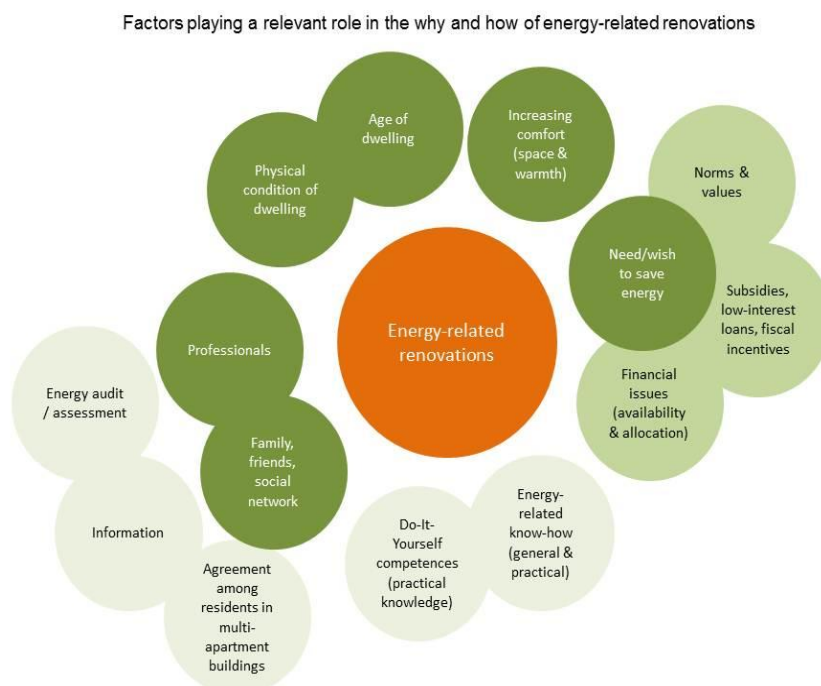 Factors playing a relevant role in the why and how of energy-related renovations
Age of
dwelling
Increasing
comfort
(space &
warmth)
Physical
condition of
dwelling
Norms &
values
Need/wish
to save
energy
Subsidies,
low-interest
loans, fiscal
incentives
Energy-related
renovations
Professionals
Financial
issues
(availability
& allocation)
Energy audit
/ assessment
Family,
friends,
social
network
Energy-
related
know-how
(general &
practical)
Do-It-
Yourself
competences
(practical
knowledge)
Information
Agreement
among
residents in
multi-
apartment
buildings